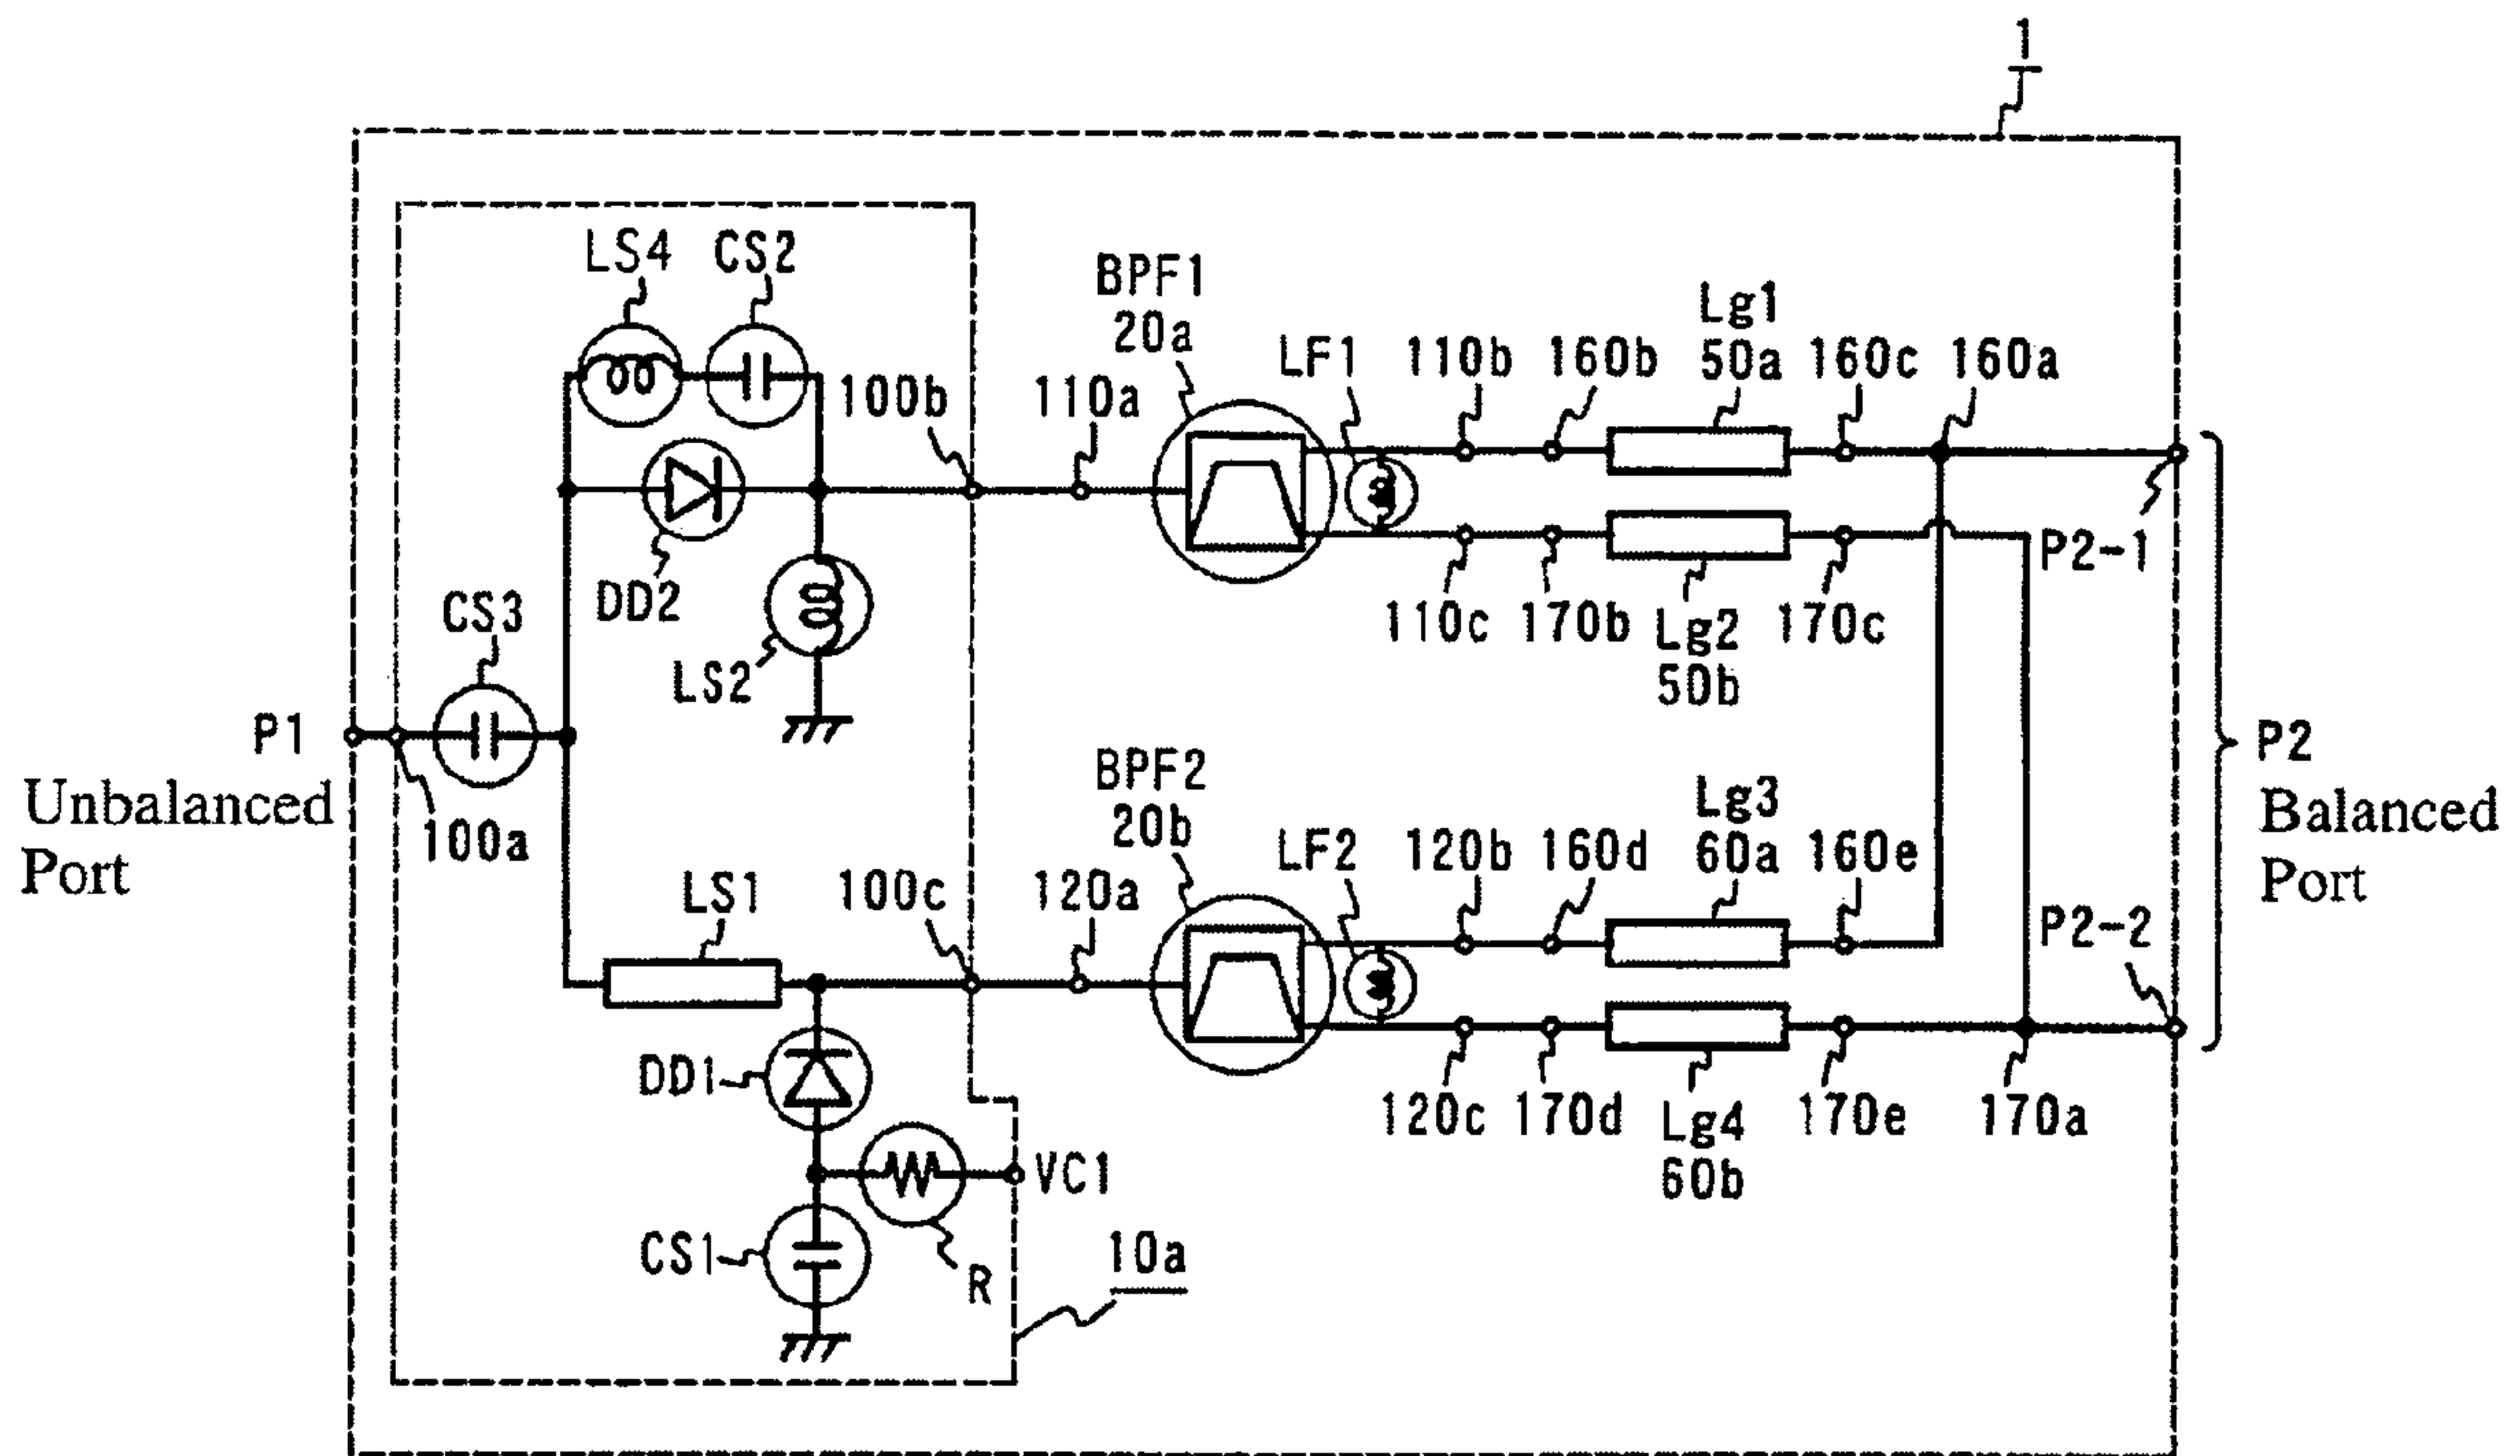 1
LS4 CS2
BPF1
20a
LF1
110b
160b
Lg1
50a
160c
160a
100b
110a
DD2
LS2
CS3
P1
Unbalanced
Port
100a
110c
170b
Lg2
50b
170c
P2-1
P2
Balanced
Port
BPF2
20b
LF2
120b
160d
Lg3
60a
160e
LS1
100c
120a
P2-2
DD1
VC1
CS1
R
10a
120c
170d
Lg4
60b
170e
170a